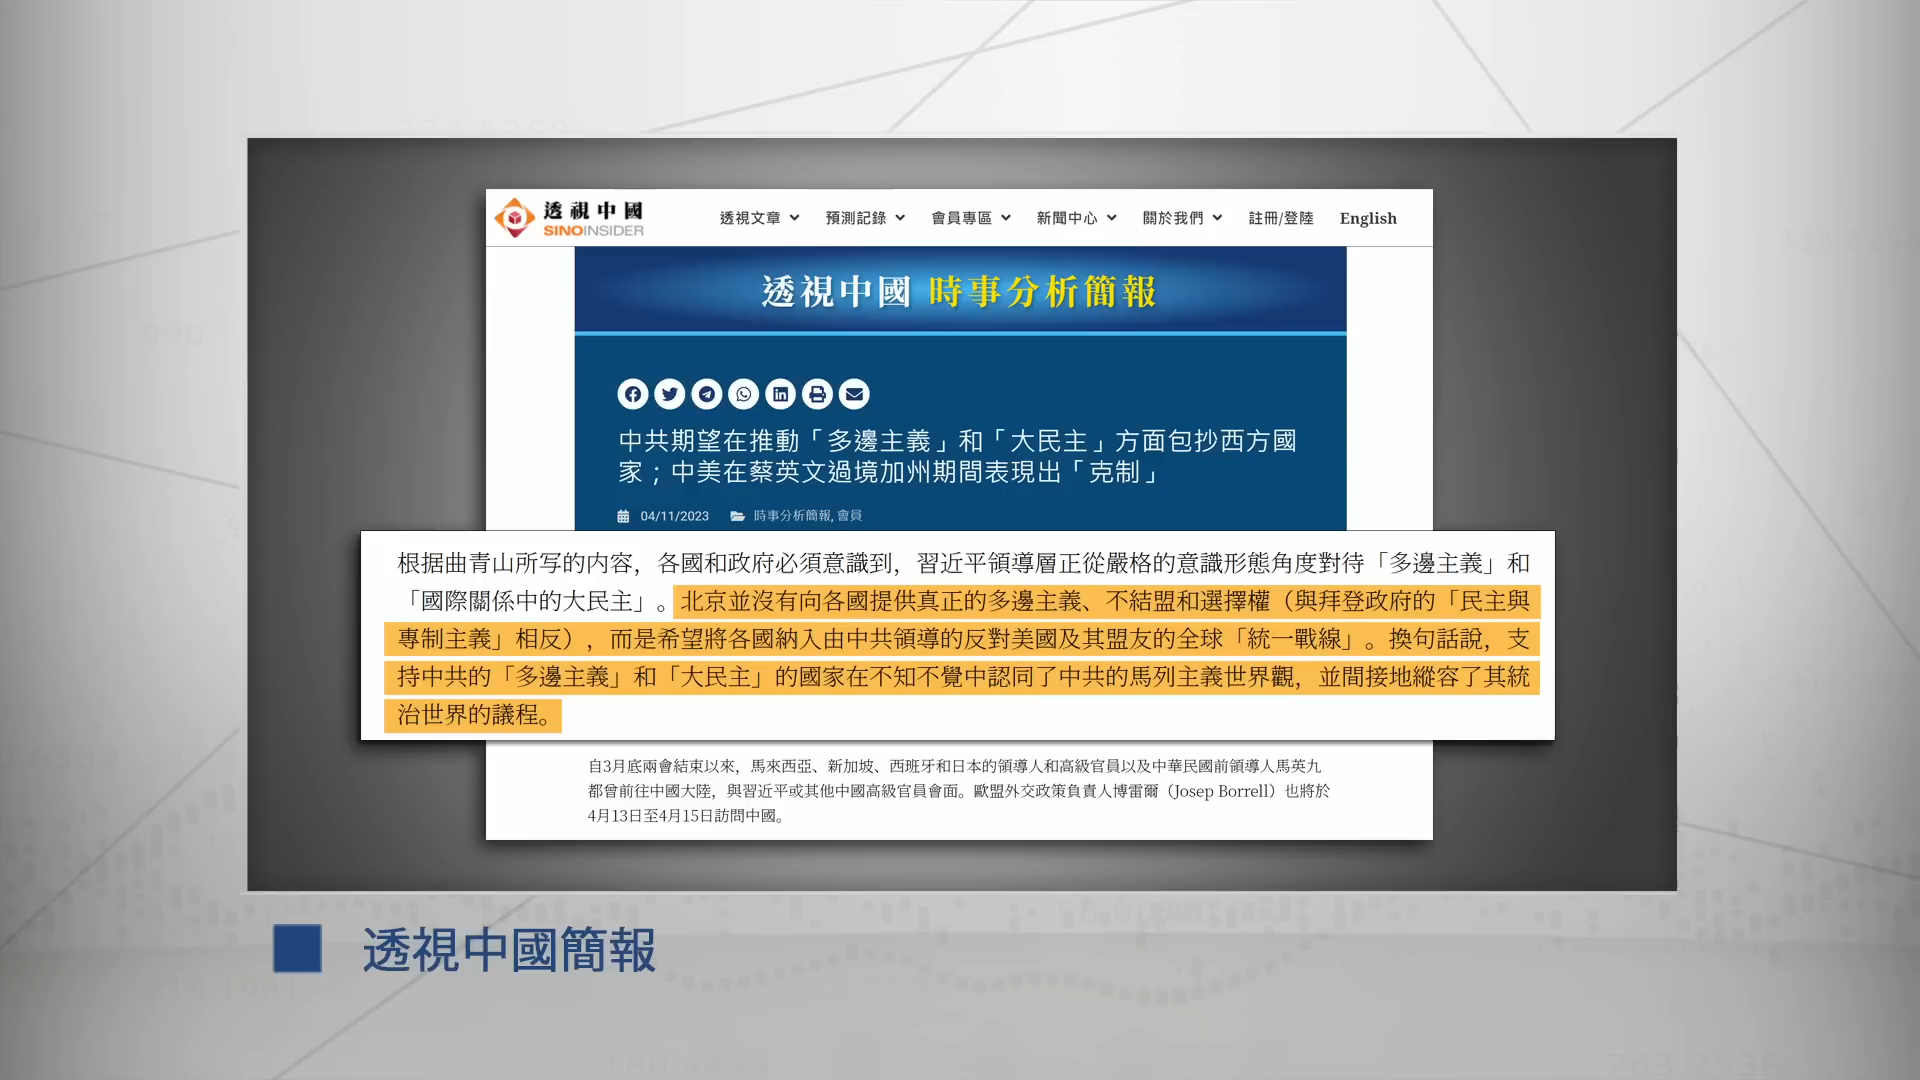 透視中國
SINOINSIDER
透視文章
預測記錄
會員專區
新聞中心
關於我們
註冊/登陸
English
透視中國 時事分析簡報
中共期望在推動「多邊主義」和「大民主」方面包抄西方國
家；中美在蔡英文過境加州期間表現出「克制」
04/11/2023 時事分析簡報, 會員
根据曲青山所写的内容，各國和政府必須意識到，習近平領導層正從嚴格的意識形態角度對待「多邊主義」和
「國際關係中的大民主」。北京並沒有向各國提供真正的多邊主義、不結盟和選擇權（與拜登政府的「民主與
專制主義」相反），而是希望將各國納入由中共領導的反對美國及其盟友的全球「統一戰線」。換句話說，支
持中共的「多邊主義」和「大民主」的國家在不知不覺中認同了中共的馬列主義世界觀，並間接地縱容了其統
治世界的議程。
自3月底兩會結束以來，馬來西亞、新加坡、西班牙和日本的領導人和高級官員以及中華民國前領導人馬英九
都曾前往中國大陸，與習近平或其他中國高級官員會面。歐盟外交政策負責人博雷爾（Josep Borrell）也將於
4月13日至4月15日訪問中國。
透視中國簡報